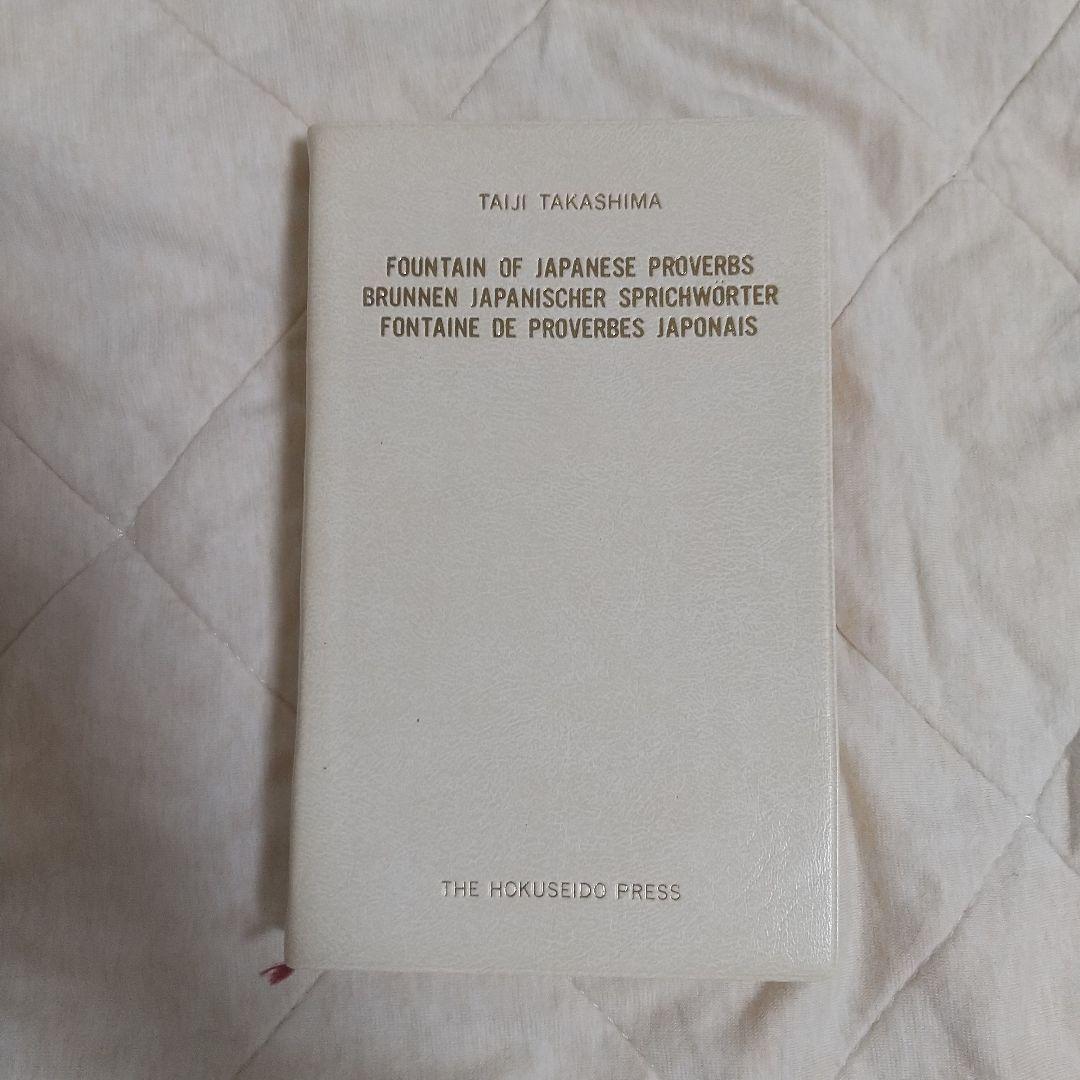 TAIJI TAKASHIMA
FOUNTAIN OF JAPANESE PROVERBS
BRUNNEN JAPANISCHER SPRICHWÖRTER
FONTAINE DE PROVERBES JAPONAIS
THE HOKUSEIDO PRESS